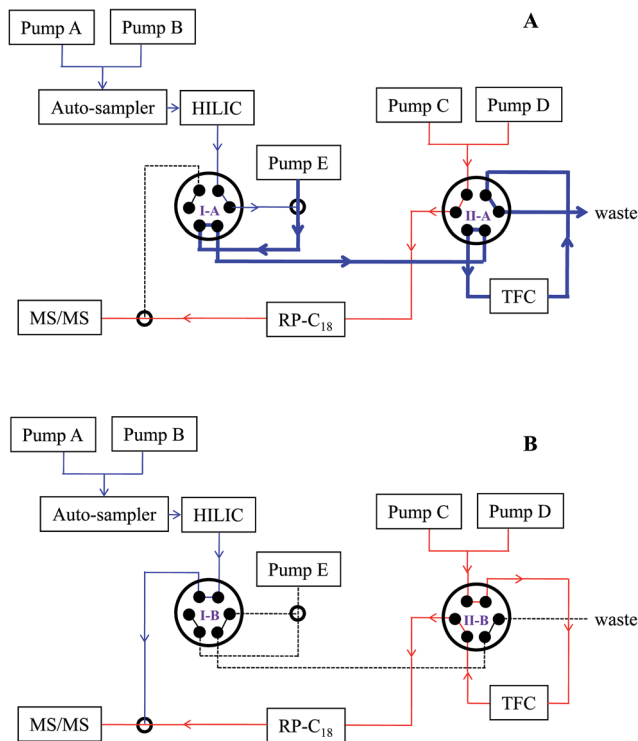 A
Pump A
Pump B
Auto-sampler
HILIC
Pump C
Pump D
Pump E
I-A
II-A
waste
TFC
MS/MS
RP-C₁₈
B
Pump A
Pump B
Auto-sampler
HILIC
Pump C
Pump D
Pump E
I-B
II-B
waste
TFC
MS/MS
RP-C₁₈